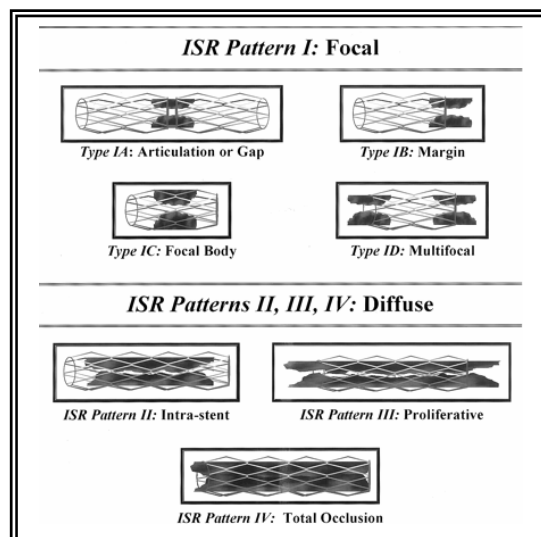 ISR Pattern I: Focal
Type IA: Articulation or Gap
Type IB: Margin
Type IC: Focal Body
Type ID: Multifocal
ISR Patterns II, III, IV: Diffuse
ISR Pattern II: Intra-stent
ISR Pattern III: Proliferative
ISR Pattern IV: Total Occlusion